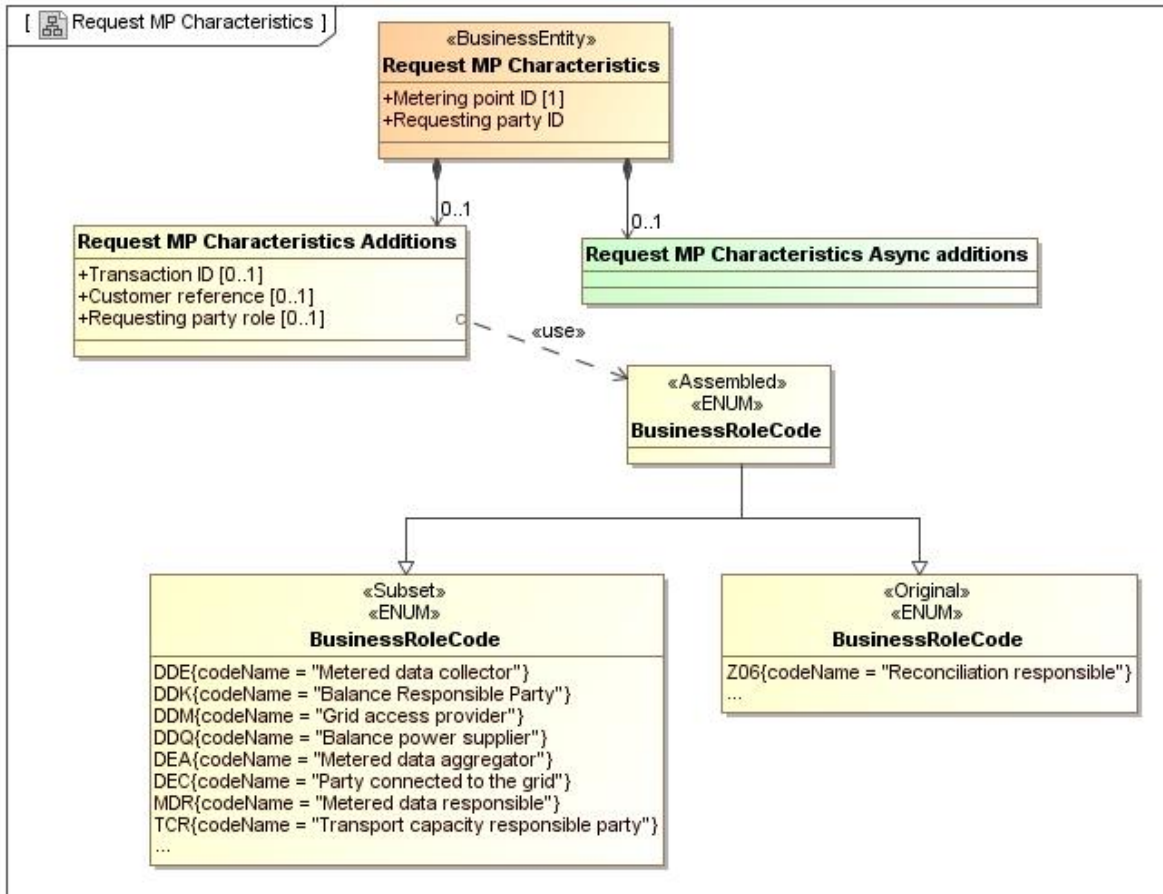 [ Request MP Characteristics ]
«BusinessEntity»
Request MP Characteristics
+Metering point ID [1]
+Requesting party ID
0..1
0..1
Request MP Characteristics Additions
+Transaction ID [0..1]
+Customer reference [0..1]
+Requesting party role [0..1]
Request MP Characteristics Async additions
«use»
«Assembled»
«ENUM»
BusinessRoleCode
«Subset»
«ENUM»
BusinessRoleCode
DDE{codeName = "Metered data collector"}
DDK{codeName = "Balance Responsible Party"}
DDM{codeName = "Grid access provider"}
DDQ{codeName = "Balance power supplier"}
DEA{codeName = "Metered data aggregator"}
DEC{codeName = "Party connected to the grid"}
MDR{codeName = "Metered data responsible"}
TCR{codeName = "Transport capacity responsible party"}
...
«Original»
«ENUM»
BusinessRoleCode
Z06{codeName = "Reconciliation responsible"}
...